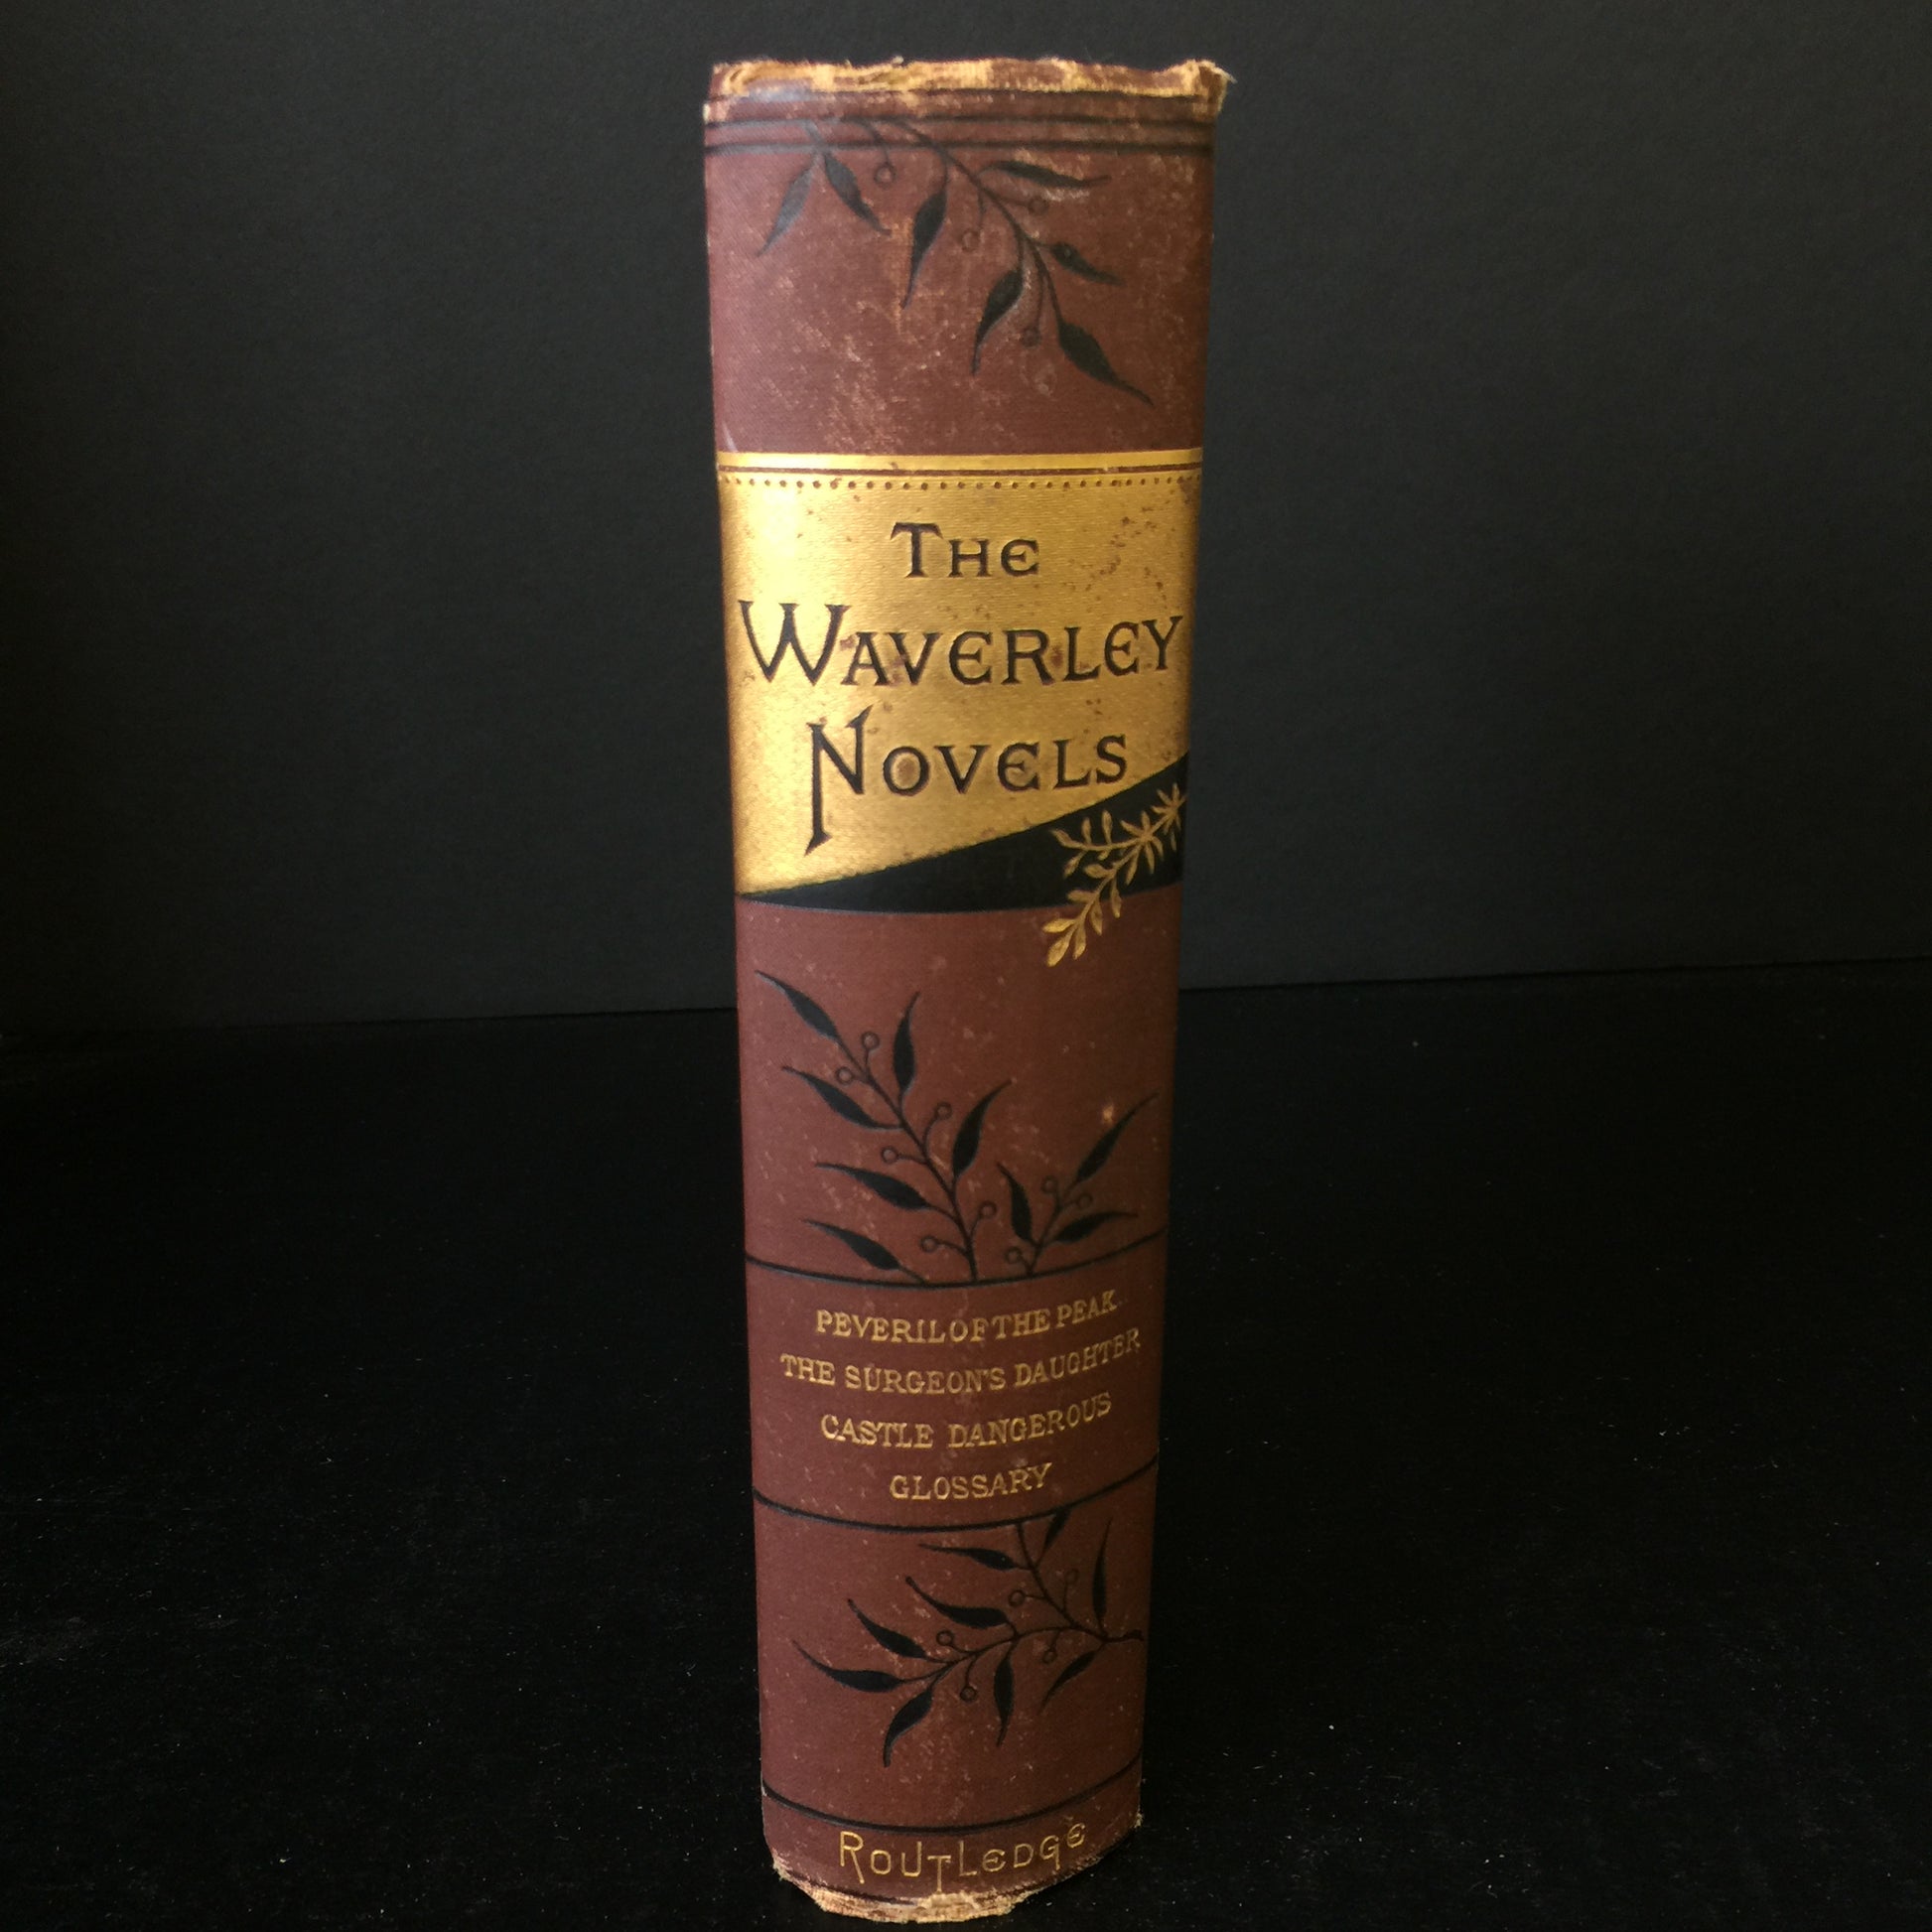 THE
WAVERLEY
NOVELS
PEVERIL OF THE PEAK
THE SURGEON'S DAUGHTER
CASTLE DANGEROUS
GLOSSARY
ROUTLEDGE